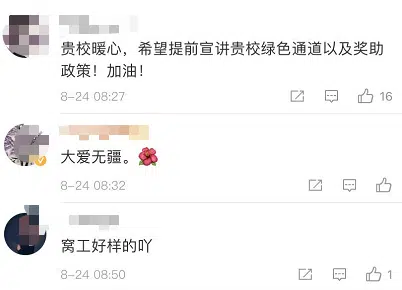 贵校暖心，希望提前宣讲贵校绿色通道以及奖助
政策！加油！
8-24 08:27
16
大爱无疆。🌺
8-24 08:32
窝工好样的吖
8-24 08:50
1